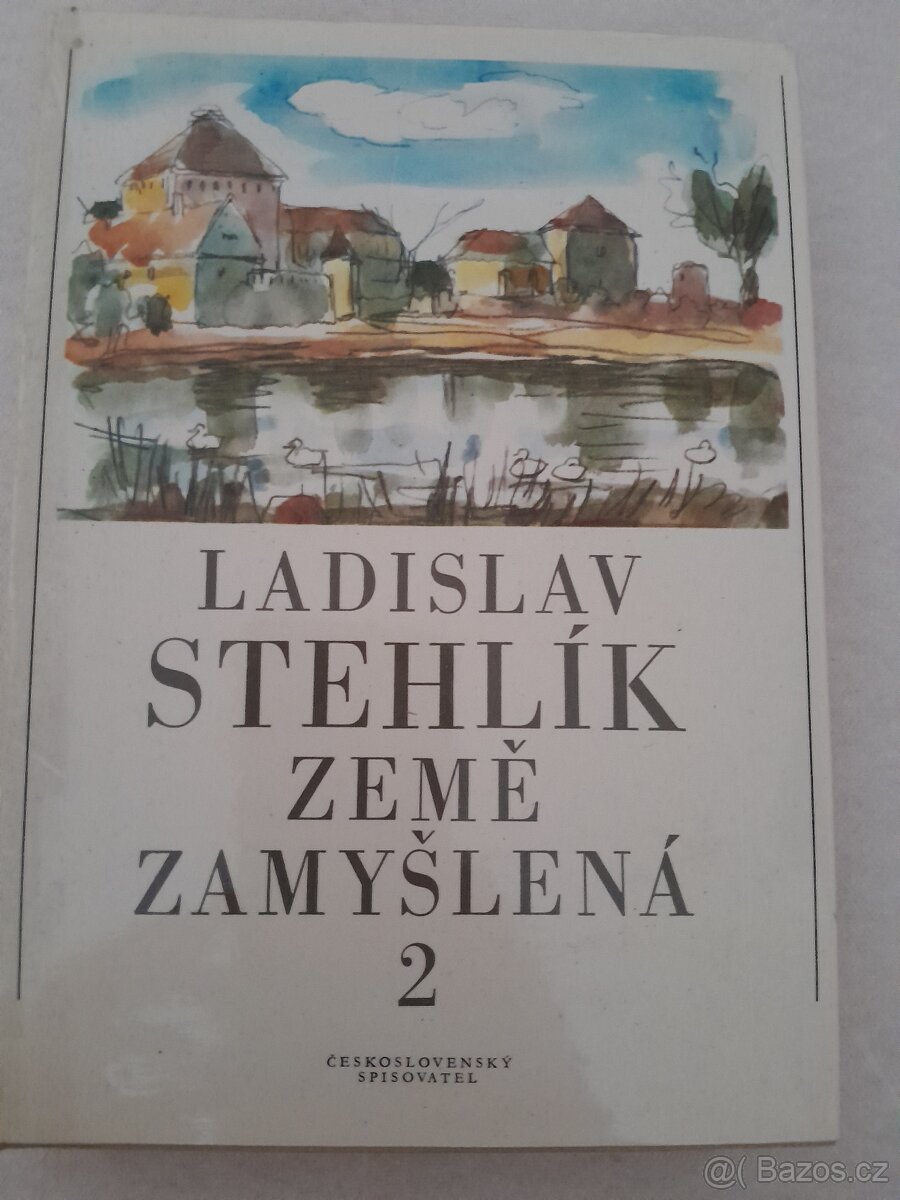 LADISLAV
STEHLÍK
ZEMĚ
ZAMYŠLENÁ
2
ČESKOSLOVENSKÝ
SPISOVATEL
@( Bazos.cz